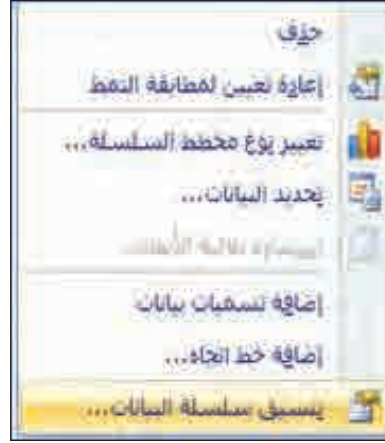 حذف
إعادة تعيين لمطابقة النمط
تغيير نوع مخطط السلسلة...
تحديد البيانات...
إضافة تسميات بيانات
إضافة خط اتجاه...
تنسيق سلسلة البيانات...